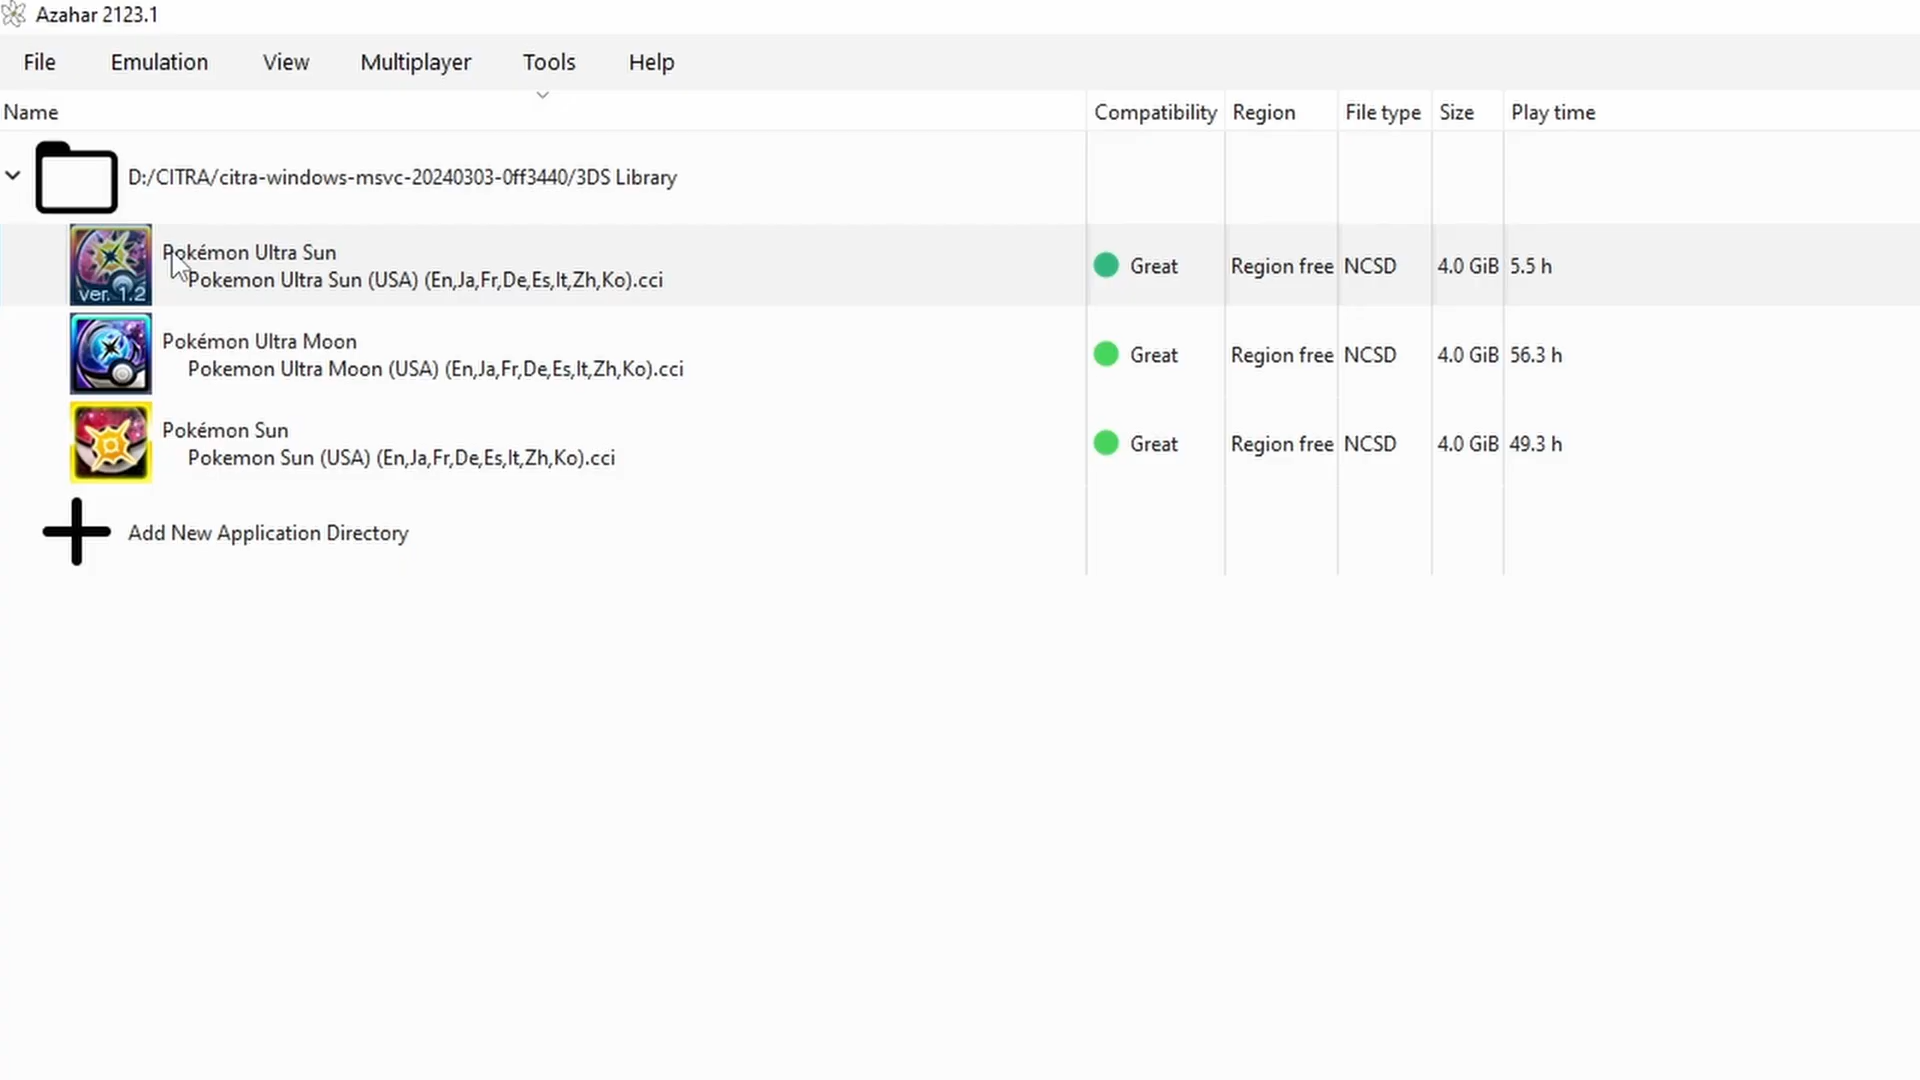 Azahar 2123.1
File Emulation View Multiplayer Tools Help
Name Compatibility Region File type Size Play time
D:/CITRA/citra-windows-msvc-20240303-0ff3440/3DS Library
Pokémon Ultra Sun
Pokemon Ultra Sun (USA) (En,Ja,Fr,De,Es,It,Zh,Ko).cci
ver. 1.2
Great Region free NCSD 4.0 GiB 5.5 h
Pokémon Ultra Moon
Pokemon Ultra Moon (USA) (En,Ja,Fr,De,Es,It,Zh,Ko).cci
Great Region free NCSD 4.0 GiB 56.3 h
Pokémon Sun
Pokemon Sun (USA) (En,Ja,Fr,De,Es,It,Zh,Ko).cci
Great Region free NCSD 4.0 GiB 49.3 h
Add New Application Directory